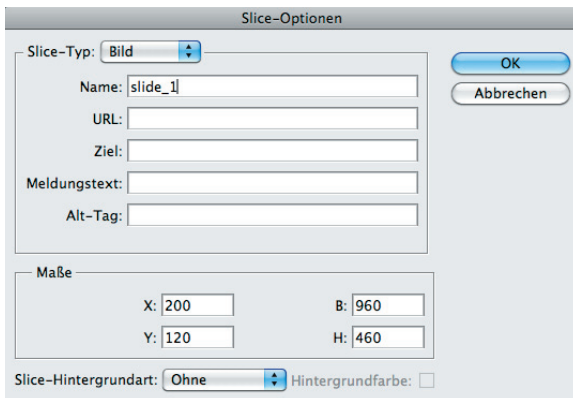 Slice-Optionen
Slice-Typ: Bild
OK
Name: slide_1
Abbrechen
URL:
Ziel:
Meldungstext:
Alt-Tag:
Maße
X: 200 B: 960
Y: 120 H: 460
Slice-Hintergrundart: Ohne Hintergrundfarbe: